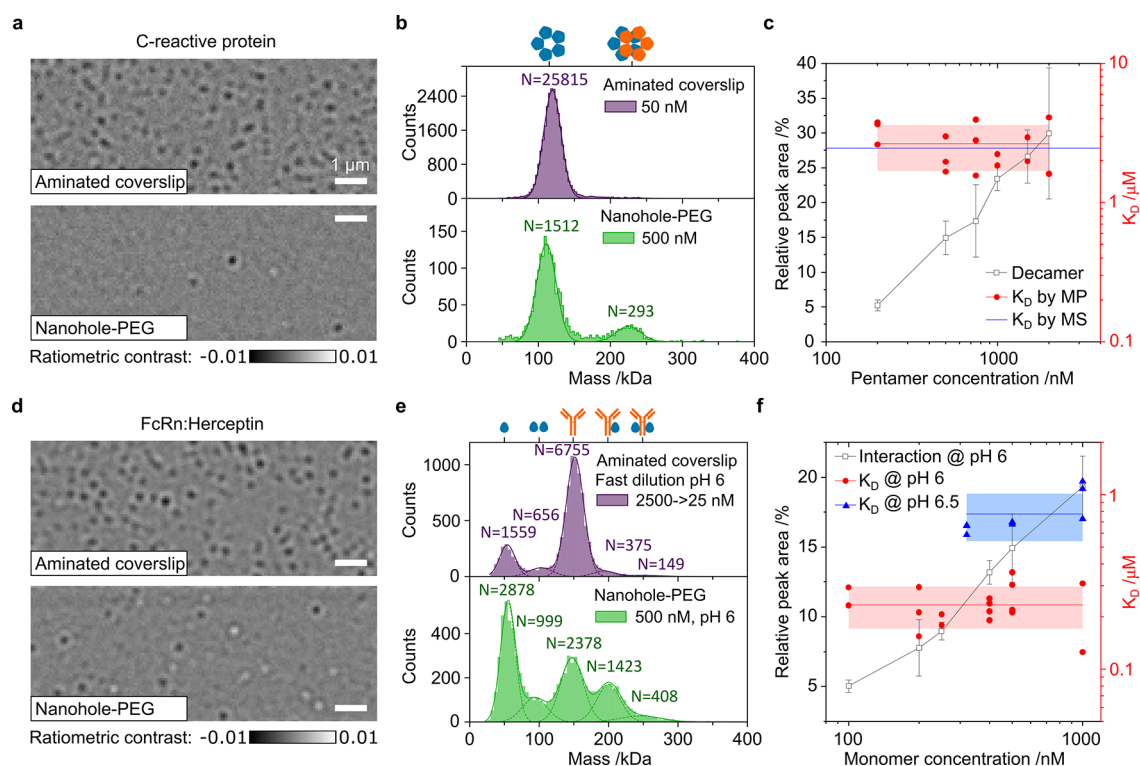 a
C-reactive protein
1 μm
Aminated coverslip
Nanohole-PEG
Ratiometric contrast: -0.01 0.01
b
N=25815
Aminated coverslip
50 nM
2400
1600
800
0
Counts
N=1512
Nanohole-PEG
500 nM
N=293
150
100
50
0
Counts
0 100 200 300 400
Mass /kDa
c
40
35
30
25
20
15
10
5
0
Relative peak area /%
Decamer
KD by MP
KD by MS
10
1
0.1
KD /μM
100 1000
Pentamer concentration /nM
d
FcRn:Herceptin
Aminated coverslip
Nanohole-PEG
Ratiometric contrast: -0.01 0.01
e
N=6755
Aminated coverslip
Fast dilution pH 6
2500->25 nM
N=656
N=1559
N=375
N=149
1000
500
0
Counts
N=2878
Nanohole-PEG
500 nM, pH 6
N=999
N=2378
N=1423
N=408
400
200
0
Counts
0 100 200 300 400
Mass /kDa
f
Interaction @ pH 6
KD @ pH 6
KD @ pH 6.5
20
15
10
5
Relative peak area /%
1
0.1
KD /μM
100 1000
Monomer concentration /nM